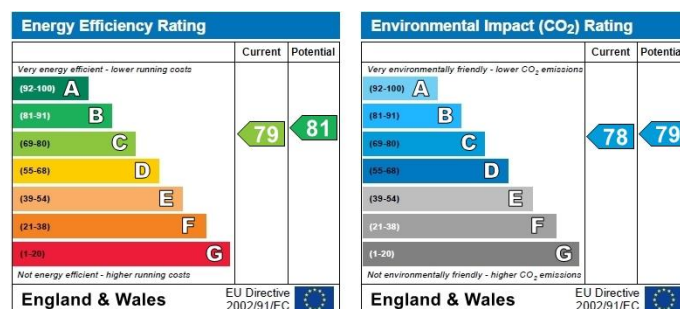 Energy Efficiency Rating
Current Potential
Very energy efficient - lower running costs
(92-100) A
(81-91) B
(69-80) C
(55-68) D
(39-54) E
(21-38) F
(1-20) G
79 81
Not energy efficient - higher running costs
England & Wales
EU Directive
2002/91/EC
Environmental Impact (CO₂) Rating
Current Potential
Very environmentally friendly - lower CO₂ emissions
(92-100) A
(81-91) B
(69-80) C
(55-68) D
(39-54) E
(21-38) F
(1-20) G
78 79
Not environmentally friendly - higher CO₂ emissions
England & Wales
EU Directive
2002/91/EC